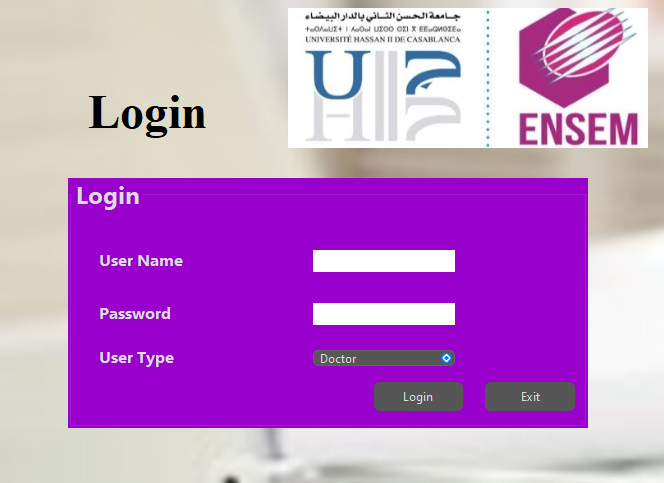 جامعة الحسن الثاني بالدار البيضاء
UNIVERSITÉ HASSAN II DE CASABLANCA
ENSEM
Login
Login
User Name
Password
User Type
Doctor
Login
Exit